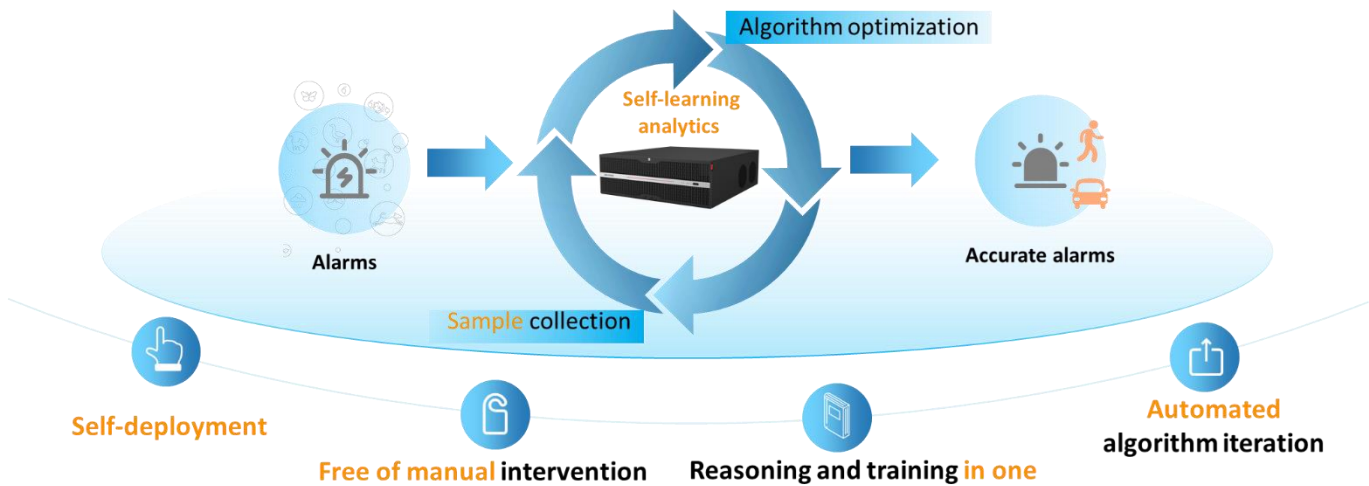 Algorithm optimization
Self-learning
analytics
Alarms
Accurate alarms
Sample collection
Self-deployment
Free of manual intervention
Reasoning and training in one
Automated
algorithm iteration